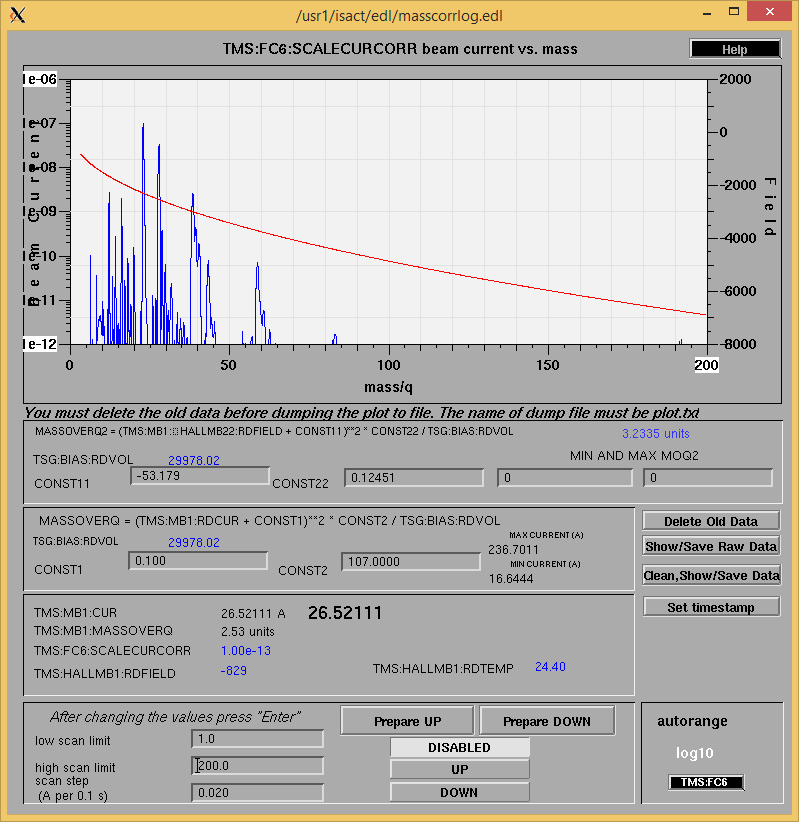 /usr1/isact/edl/masscorrlog.edl
TMS:FC6:SCALECURCORR beam current vs. mass
Help
1e-06
1e-07
1e-08
1e-09
1e-10
1e-11
1e-12
2000
0
-2000
-4000
-6000
-8000
Field
0
50
100
150
200
mass/q
You must delete the old data before dumping the plot to file. The name of dump file must be plot.txt
MASSOVERQ2 = (TMS:MB1:HALLMB22:RDFIELD + CONST11)**2 * CONST22 / TSG:BIAS:RDVOL
3.2335 units
TSG:BIAS:RDVOL 29978.02
MIN AND MAX MOQ2
CONST11 -53.179 CONST22 0.12451 0 0
MASSOVERQ = (TMS:MB1:RDCUR + CONST1)**2 * CONST2 / TSG:BIAS:RDVOL
TSG:BIAS:RDVOL 29978.02
MAX CURRENT (A)
236.7011
CONST1 0.100 CONST2 107.0000
MIN CURRENT (A)
16.6444
Delete Old Data
Show/Save Raw Data
Clean,Show/Save Data
Set timestamp
TMS:MB1:CUR 26.52111 A 26.52111
TMS:MB1:MASSOVERQ 2.53 units
TMS:FC6:SCALECURCORR 1.00e-13
TMS:HALLMB1:RDFIELD -829 TMS:HALLMB1:RDTEMP 24.40
After changing the values press "Enter"
low scan limit 1.0
high scan limit 200.0
scan step
(A per 0.1 s) 0.020
Prepare UP Prepare DOWN
DISABLED
UP
DOWN
autorange
log10
TMS:FC6